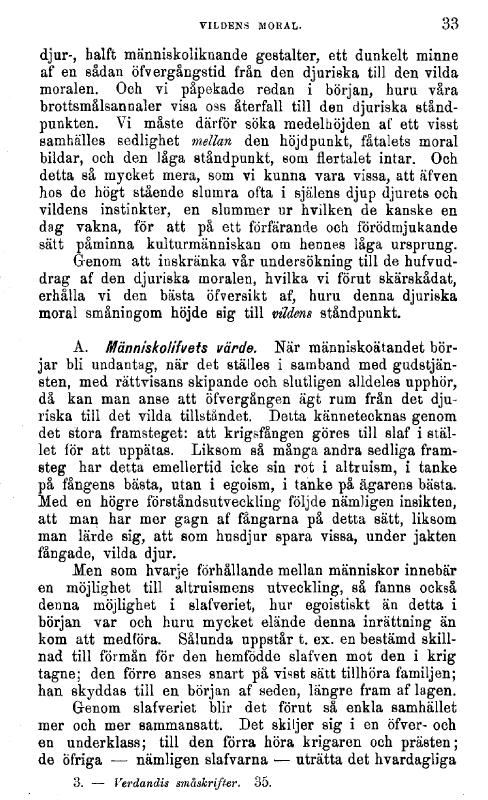 VILDENS MORAL. 33
djur-, halft människoliknande gestalter, ett dunkelt minne
af en sådan öfvergångstid från den djuriska till den vilda
moralen. Och vi påpekade redan i början, huru våra
brottsmålsannaler visa oss återfall till den djuriska stånd-
punkten. Vi måste därför söka medelhöjden af ett visst
samhälles sedlighet mellan den höjdpunkt, fåtalets moral
bildar, och den låga ståndpunkt, som flertalet intar. Och
detta så mycket mera, som vi kunna vara vissa, att äfven
hos de högt stående slumra ofta i själens djup djurets och
vildens instinkter, en slummer ur hvilken de kanske en
dag vakna, för att på ett förfärande och förödmjukande
sätt påminna kulturmänniskan om hennes låga ursprung.
Genom att inskränka vår undersökning till de hufvud-
drag af den djuriska moralen, hvilka vi förut skärskådat,
erhålla vi den bästa öfversikt af, huru denna djuriska
moral småningom höjde sig till vildens ståndpunkt.
A. Människolifvets värde. När människoätandet bör-
jar bli undantag, när det ställes i samband med gudstjän-
sten, med rättvisans skipande och slutligen alldeles upphör,
då kan man anse att öfvergången ägt rum från det dju-
riska till det vilda tillståndet. Detta kännetecknas genom
det stora framsteget: att krigsfången göres till slaf i stäl-
let för att uppätas. Liksom så många andra sedliga fram-
steg har detta emellertid icke sin rot i altruism, i tanke
på fångens bästa, utan i egoism, i tanke på ägarens bästa.
Med en högre förståndsutveckling följde nämligen insikten,
att man har mer gagn af fångarna på detta sätt, liksom
man lärde sig, att som husdjur spara vissa, under jakten
fångade, vilda djur.
Men som hvarje förhållande mellan människor innebär
en möjlighet till altruismens utveckling, så fanns också
denna möjlighet i slafveriet, hur egoistiskt än detta i
början var och huru mycket elände denna inrättning än
kom att medföra. Sålunda uppstår t. ex. en bestämd skill-
nad till förmån för den hemfödde slafven mot den i krig
tagne; den förre anses snart på visst sätt tillhöra familjen;
han skyddas till en början af seden, längre fram af lagen.
Genom slafveriet blir det förut så enkla samhället
mer och mer sammansatt. Det skiljer sig i en öfver- och
en underklass; till den förra höra krigaren och prästen;
de öfriga — nämligen slafvarna — uträtta det hvardagliga
3. — Verdandis småskrifter. 35.